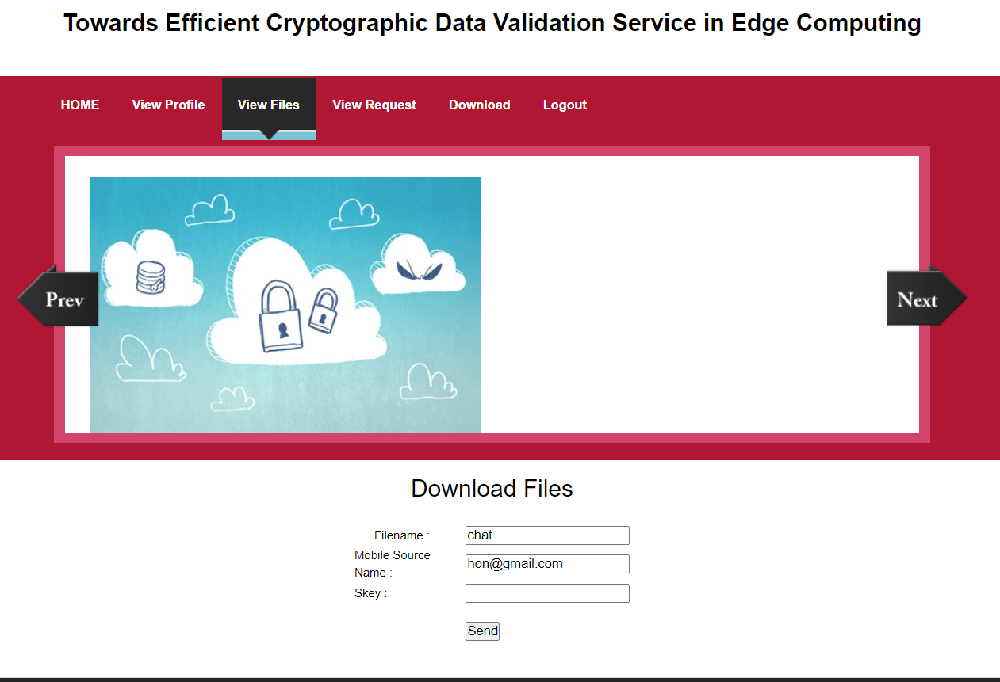 Towards Efficient Cryptographic Data Validation Service in Edge Computing
HOME View Profile View Files View Request Download Logout
Prev
Next
Download Files
Filename : chat
Mobile Source
Name : hon@gmail.com
Skey :
Send